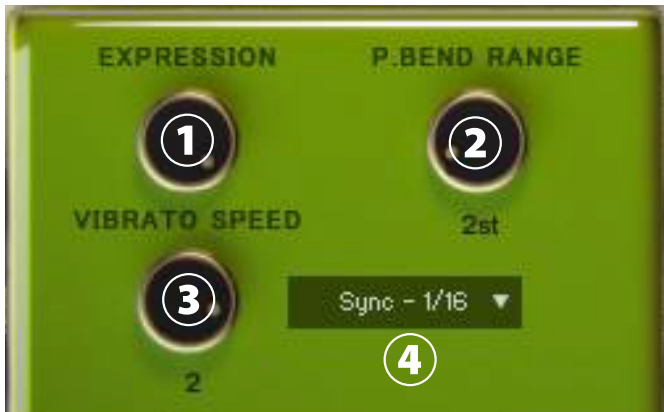 EXPRESSION P.BEND RANGE
1 2
VIBRATO SPEED 2st
3 Sync - 1/16 ▼
4
2